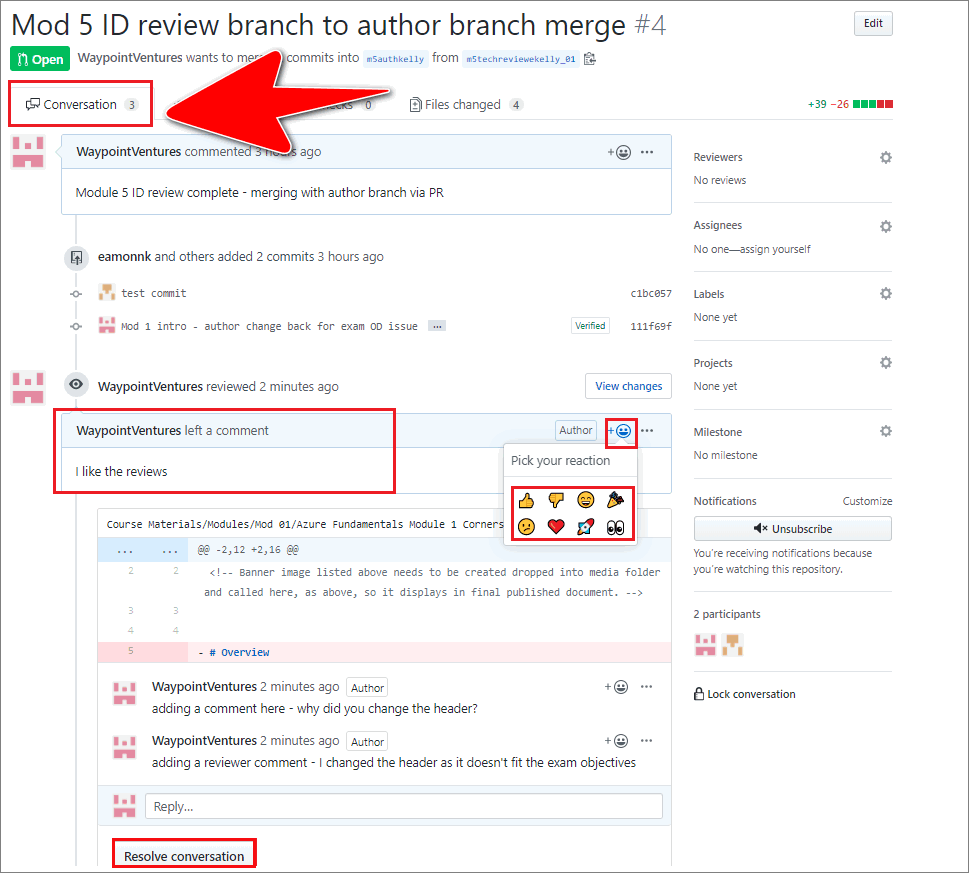 Mod 5 ID review branch to author branch merge #4
Edit
Open
WaypointVentures wants to commits into m5authkelly from m5techreviewkelly_01
Conversation 3
0
Files changed 4
+39 −26
WaypointVentures commented 3 hours ago
Module 5 ID review complete - merging with author branch via PR
eamonnk and others added 2 commits 3 hours ago
test commit c1bc057
Mod 1 intro - author change back for exam OD issue ... Verified 111f69f
WaypointVentures reviewed 2 minutes ago
View changes
WaypointVentures left a comment
Author
I like the reviews
Pick your reaction
Course Materials/Modules/Mod 01/Azure Fundamentals Module 1 Corners
... ... @@ -2,12 +2,16 @@
2 2 <!-- Banner image listed above needs to be created dropped into media folder
and called here, as above, so it displays in final published document. -->
3 3
4 4
5 - # Overview
WaypointVentures 2 minutes ago Author
adding a comment here - why did you change the header?
WaypointVentures 2 minutes ago Author
adding a reviewer comment - I changed the header as it doesn't fit the exam objectives
Reply...
Resolve conversation
Reviewers
No reviews
Assignees
No one—assign yourself
Labels
None yet
Projects
None yet
Milestone
No milestone
Notifications
Customize
Unsubscribe
You're receiving notifications because
you're watching this repository.
2 participants
Lock conversation